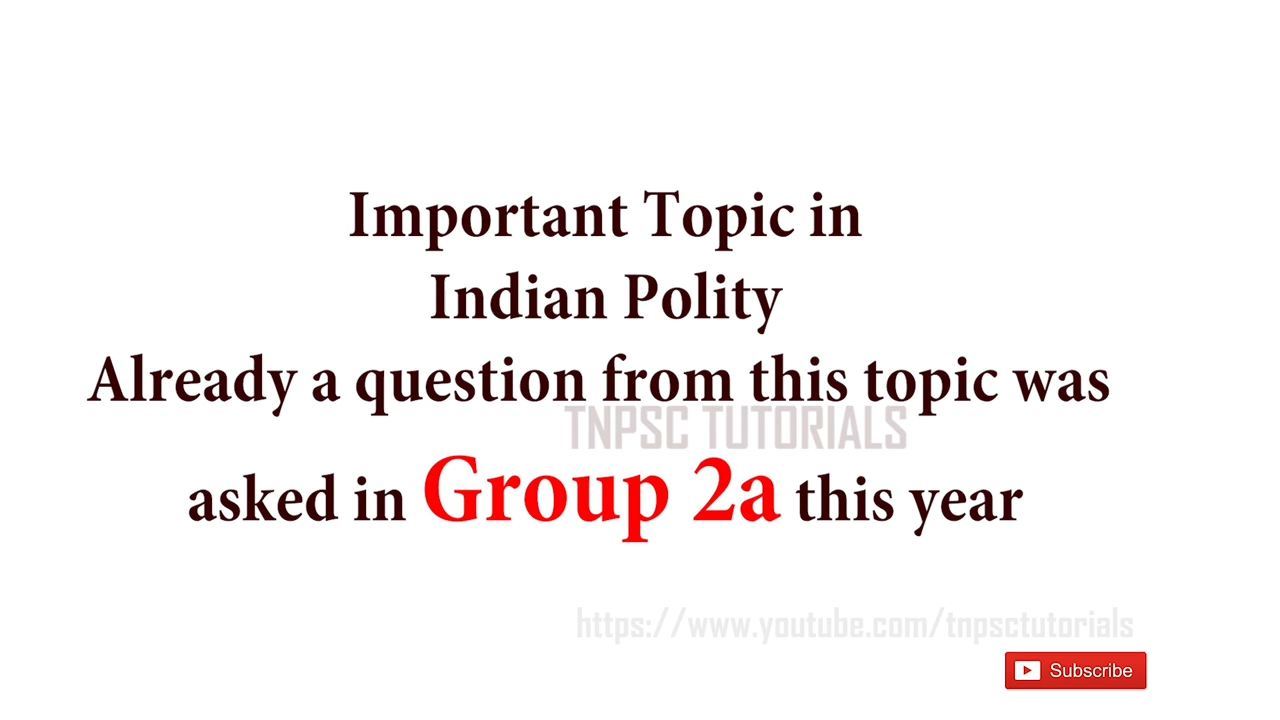 Important Topic in
Indian Polity
Already a question from this topic was
TNPSC TUTORIALS
asked in Group 2a this year
https://www.youtube.com/tnpsctutorials
Subscribe